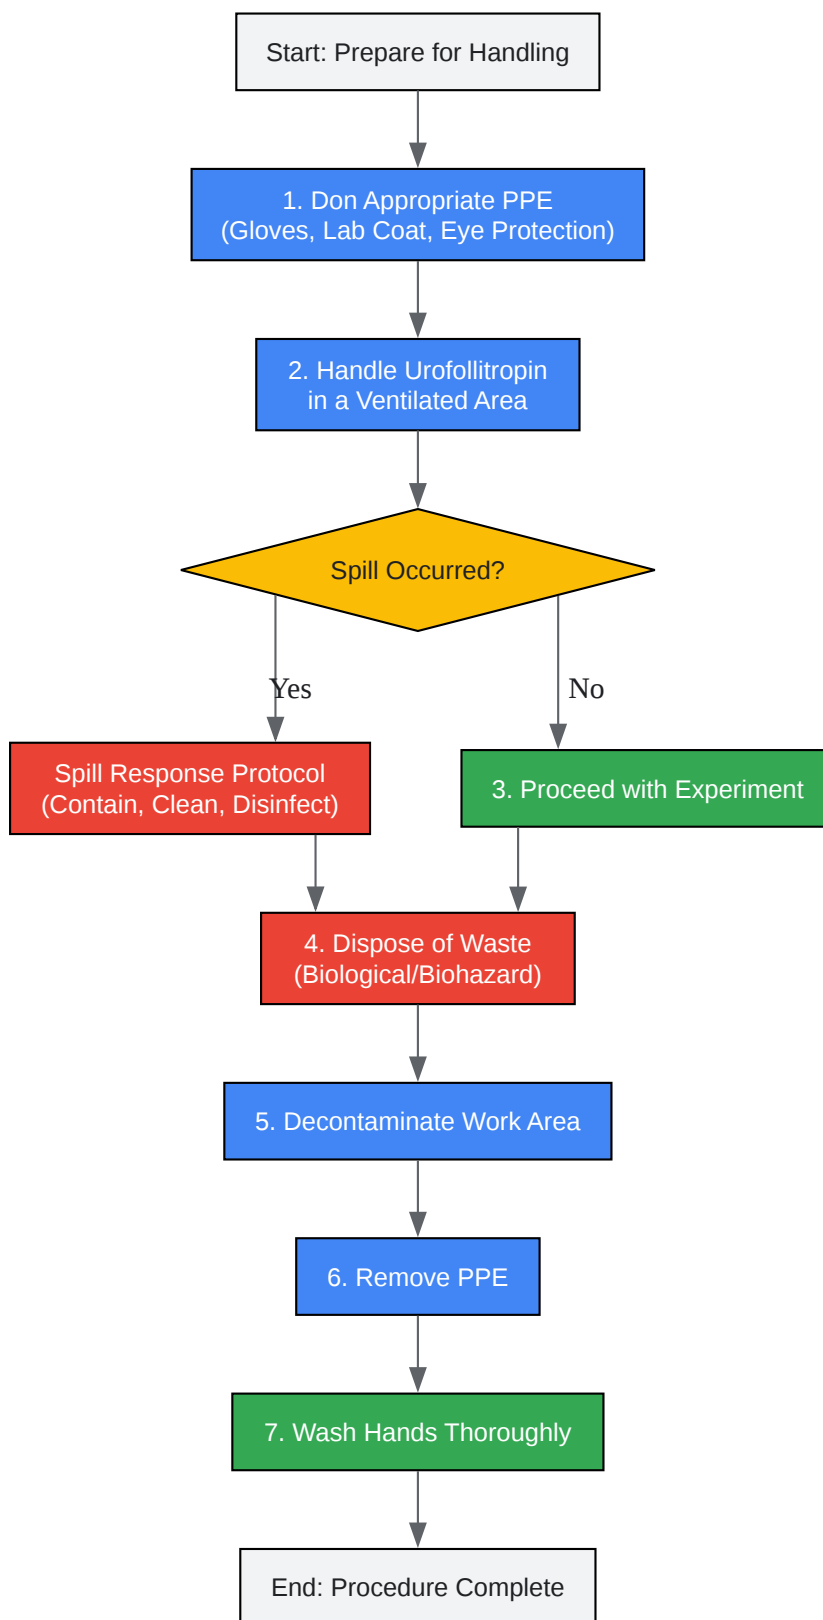 Start: Prepare for Handling
1. Don Appropriate PPE
(Gloves, Lab Coat, Eye Protection)
2. Handle Urofollitropin
in a Ventilated Area
Spill Occurred?
Yes
No
Spill Response Protocol
(Contain, Clean, Disinfect)
3. Proceed with Experiment
4. Dispose of Waste
(Biological/Biohazard)
5. Decontaminate Work Area
6. Remove PPE
7. Wash Hands Thoroughly
End: Procedure Complete